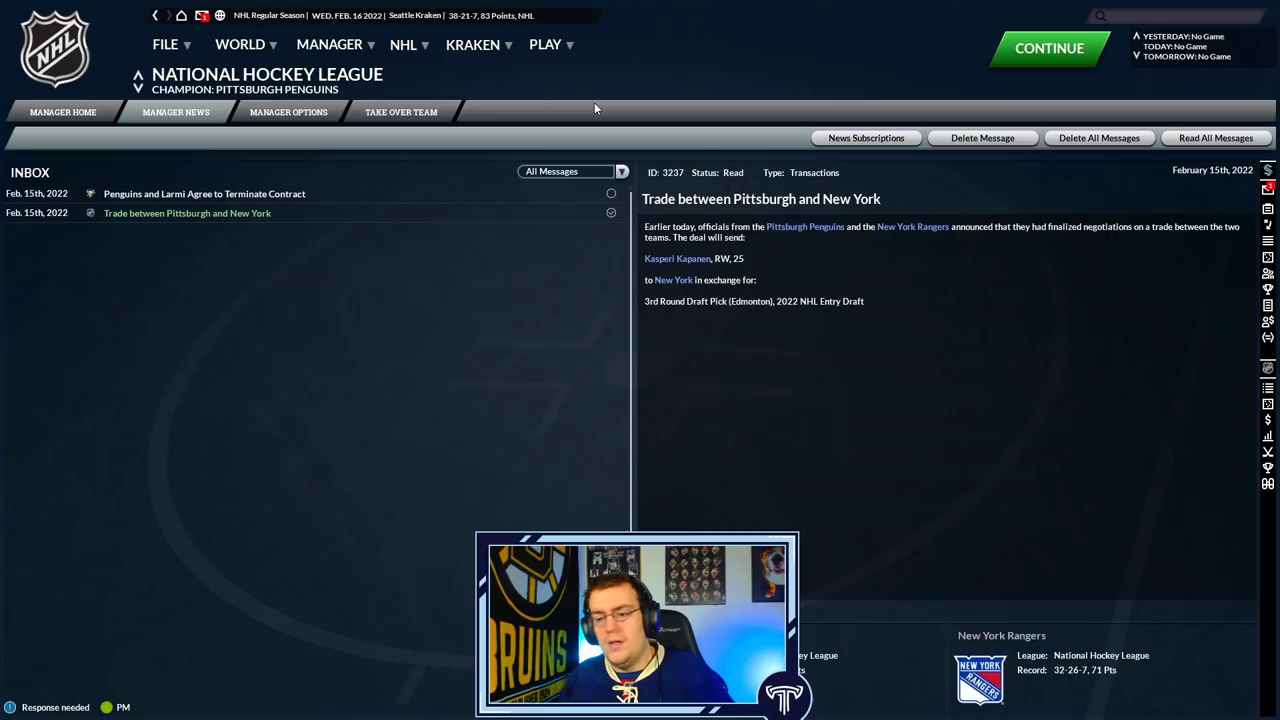 NHL Regular Season | WED. FEB. 16 2022 | Seattle Kraken | 38-21-7, 83 Points, NHL
FILE WORLD MANAGER NHL KRAKEN PLAY
CONTINUE
YESTERDAY: No Game
TODAY: No Game
TOMORROW: No Game
NHL
NATIONAL HOCKEY LEAGUE
CHAMPION: PITTSBURGH PENGUINS
MANAGER HOME MANAGER NEWS MANAGER OPTIONS TAKE OVER TEAM
News Subscriptions Delete Message Delete All Messages Read All Messages
INBOX All Messages
Feb. 15th, 2022 Penguins and Larmi Agree to Terminate Contract
Feb. 15th, 2022 Trade between Pittsburgh and New York
ID: 3237 Status: Read Type: Transactions February 15th, 2022
Trade between Pittsburgh and New York
Earlier today, officials from the Pittsburgh Penguins and the New York Rangers announced that they had finalized negotiations on a trade between the two
teams. The deal will send:
Kasperi Kapanen, RW, 25
to New York in exchange for:
3rd Round Draft Pick (Edmonton), 2022 NHL Entry Draft
BRUINS
New York Rangers
League: National Hockey League
Record: 32-26-7, 71 Pts
NEW YORK
RANGERS
ey League
ts
Response needed PM